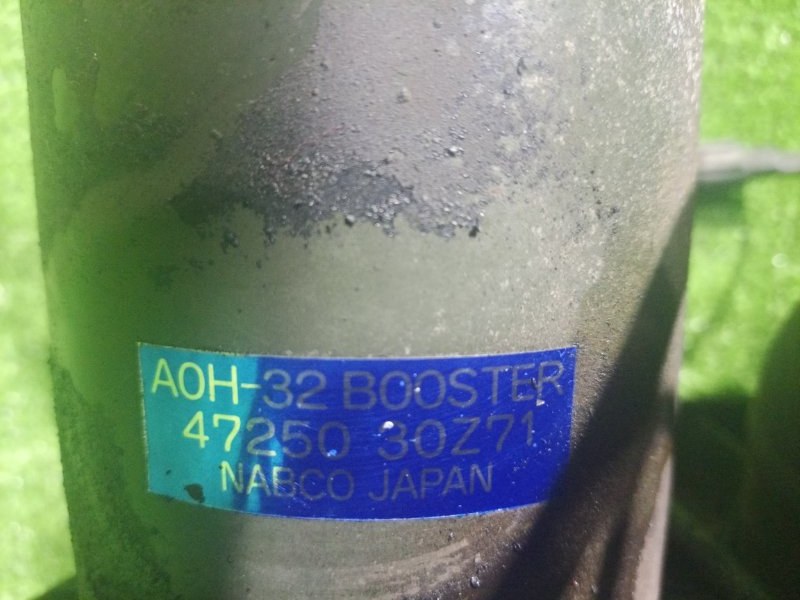 AOH-32 BOOSTER
47250 30Z71
NABCO JAPAN